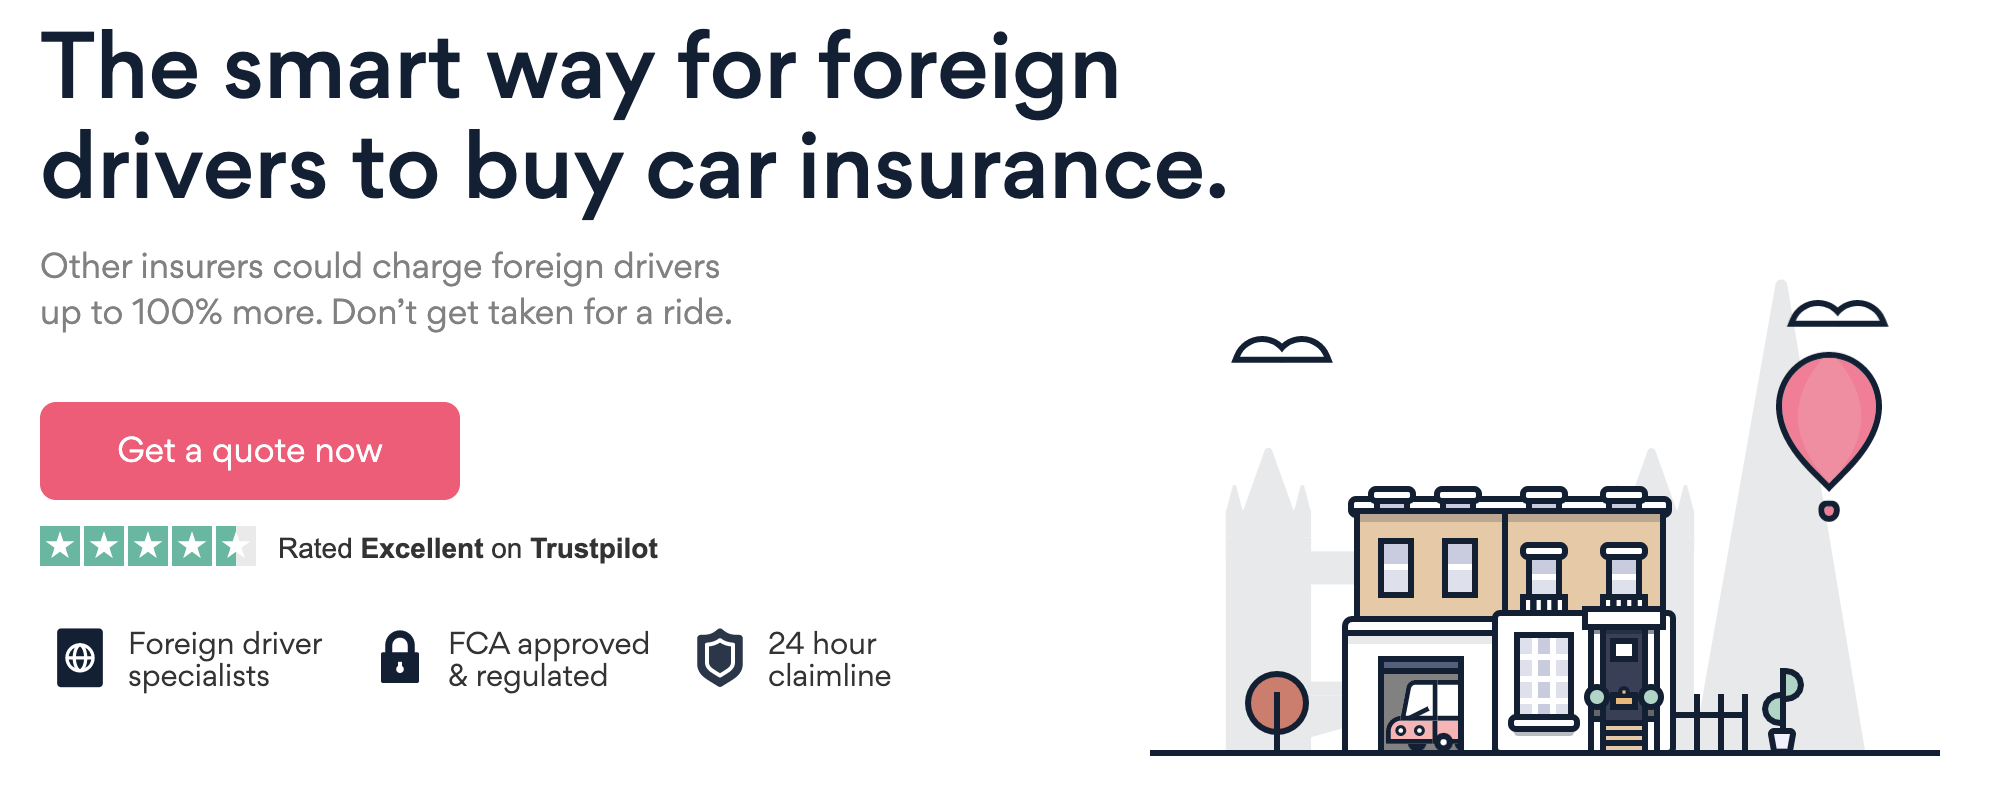 The smart way for foreign
drivers to buy car insurance.
Other insurers could charge foreign drivers
up to 100% more. Don’t get taken for a ride.
Get a quote now
Rated Excellent on Trustpilot
Foreign driver
specialists
FCA approved
& regulated
24 hour
claimline